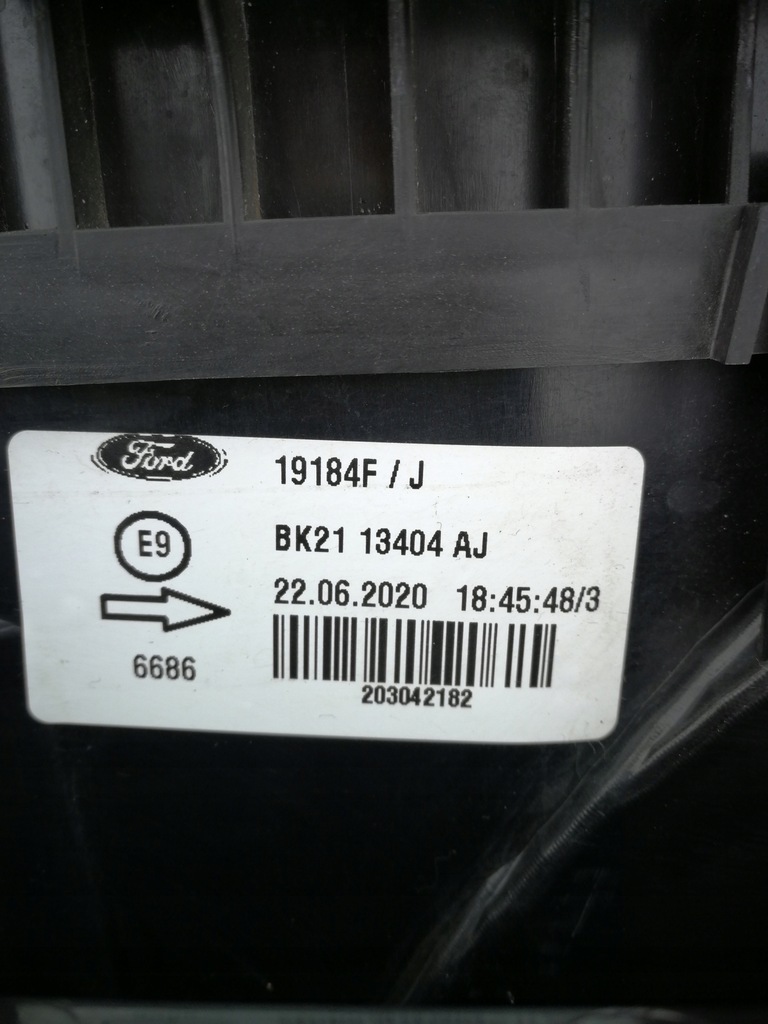 Ford
19184F / J
E9
BK21 13404 AJ
22.06.2020 18:45:48/3
6686
203042182